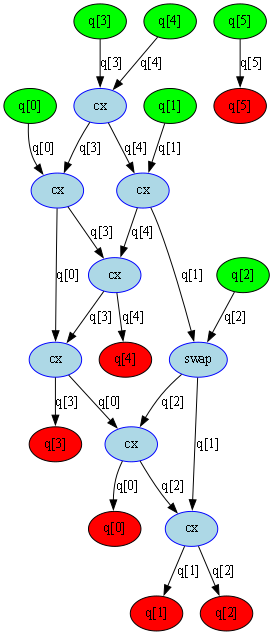 q[3] q[4] q[5]
q[3] q[4] q[5]
q[0] cx q[1] q[5]
q[0] q[3] q[4] q[1]
cx cx
q[3] q[4]
q[0] cx q[1] q[2]
q[3] q[4] q[2]
cx q[4] swap
q[3] q[0] q[2]
q[3] cx q[1]
q[0] q[2]
q[0] cx
q[1] q[2]
q[1] q[2]